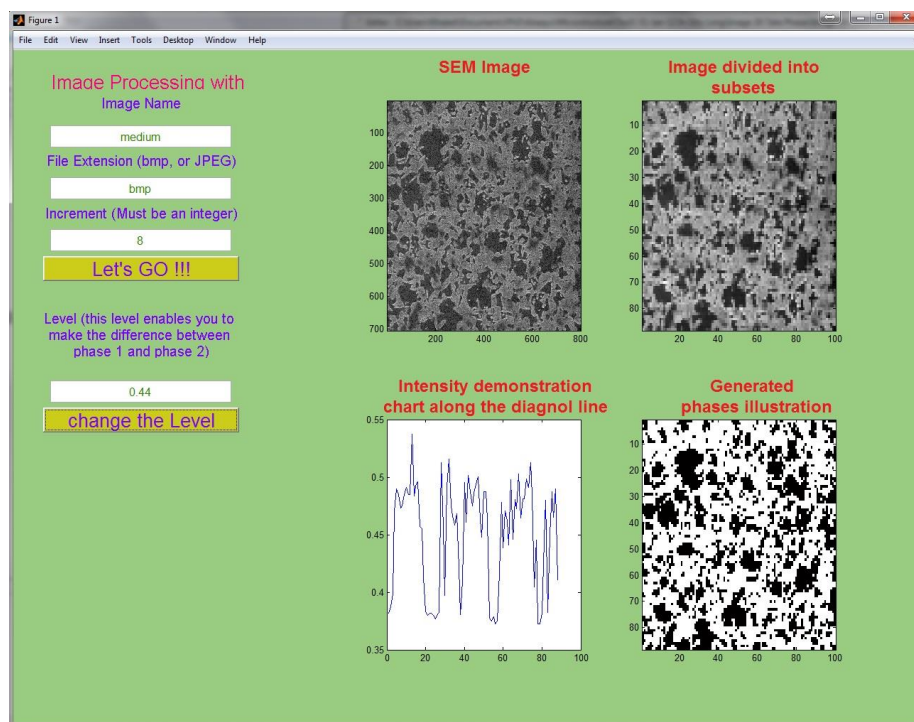 Figure 1
File Edit View Insert Tools Desktop Window Help
Image Processing with
Image Name
medium
File Extension (bmp, or JPEG)
bmp
Increment (Must be an integer)
8
Let's GO !!!
Level (this level enables you to
make the difference between
phase 1 and phase 2)
0.44
change the Level
SEM Image
100
200
300
400
500
600
700
200 400 600 800
Image divided into
subsets
10
20
30
40
50
60
70
80
20 40 60 80 100
Intensity demonstration
chart along the diagnol line
0.55
0.5
0.45
0.4
0.35
0 20 40 60 80 100
Generated
phases illustration
10
20
30
40
50
60
70
80
20 40 60 80 100